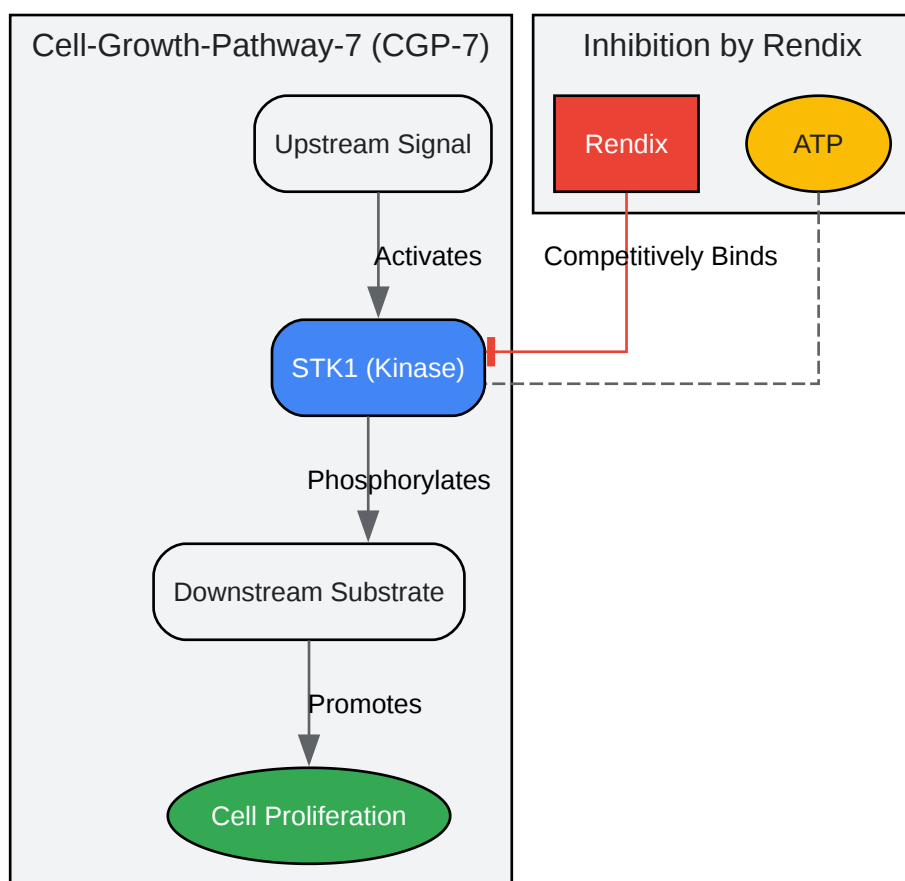 Cell-Growth-Pathway-7 (CGP-7)
Inhibition by Rendix
Upstream Signal
Rendix
ATP
Activates
Competitively Binds
STK1 (Kinase)
Phosphorylates
Downstream Substrate
Promotes
Cell Proliferation